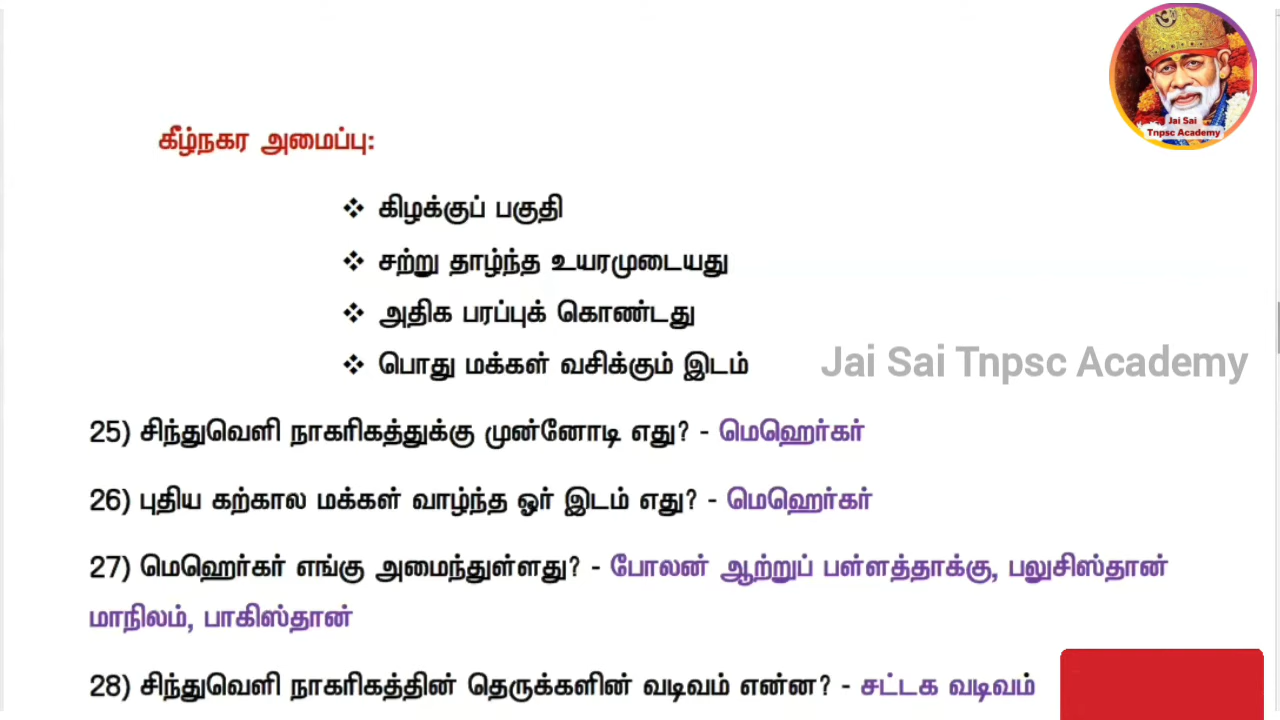 Jai Sai
Tnpsc Academy
கீழ்நகர அமைப்பு:
❖ கிழக்குப் பகுதி
❖ சற்று தாழ்ந்த உயரமுடையது
❖ அதிக பரப்புக் கொண்டது
❖ பொது மக்கள் வசிக்கும் இடம்
Jai Sai Tnpsc Academy
25) சிந்துவெளி நாகரிகத்துக்கு முன்னோடி எது? - மெஹெர்கர்
26) புதிய கற்கால மக்கள் வாழ்ந்த ஓர் இடம் எது? - மெஹெர்கர்
27) மெஹெர்கர் எங்கு அமைந்துள்ளது? - போலன் ஆற்றுப் பள்ளத்தாக்கு, பலுசிஸ்தான்
மாநிலம், பாகிஸ்தான்
28) சிந்துவெளி நாகரிகத்தின் தெருக்களின் வடிவம் என்ன? - சட்டக வடிவம்